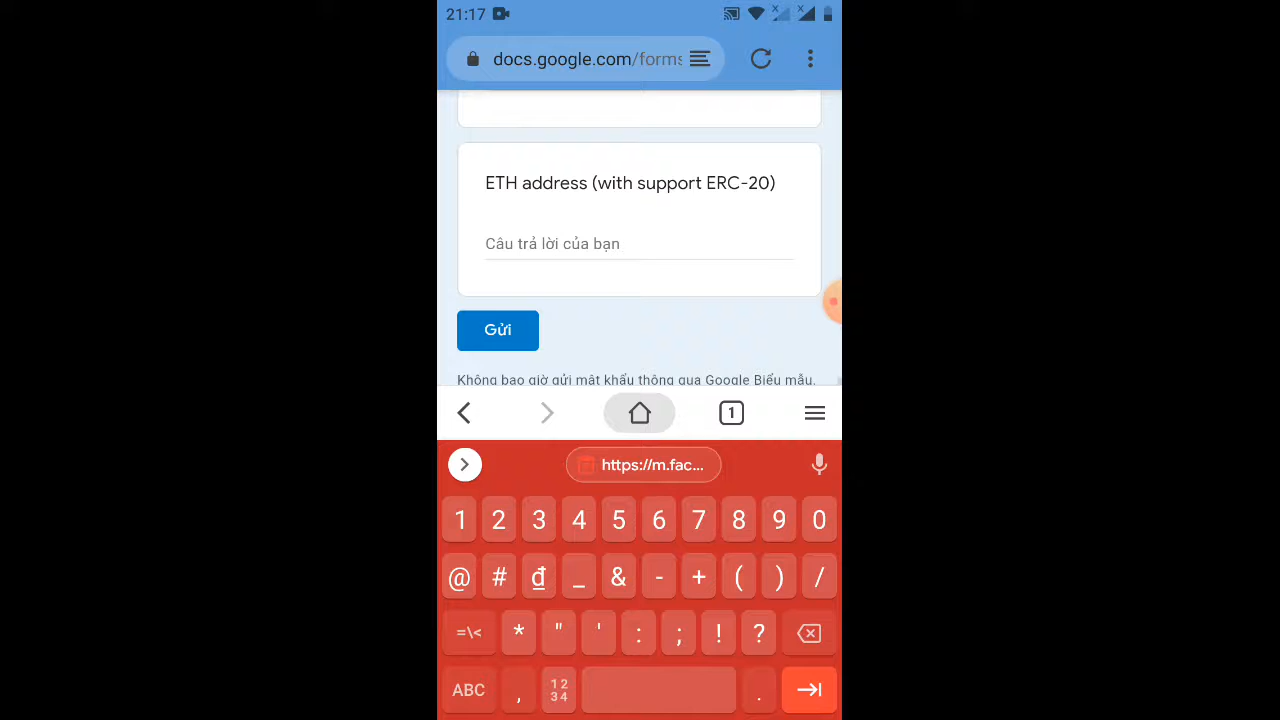 21:17
docs.google.com/forms
ETH address (with support ERC-20)
Câu trả lời của bạn
Gửi
Không bao giờ gửi mật khẩu thông qua Google Biểu mẫu.
1
https://m.fac...
1 2 3 4 5 6 7 8 9 0
@ # ₫ _ & - + ( ) /
=\< * " ' : ; ! ?
ABC , 12 34 .